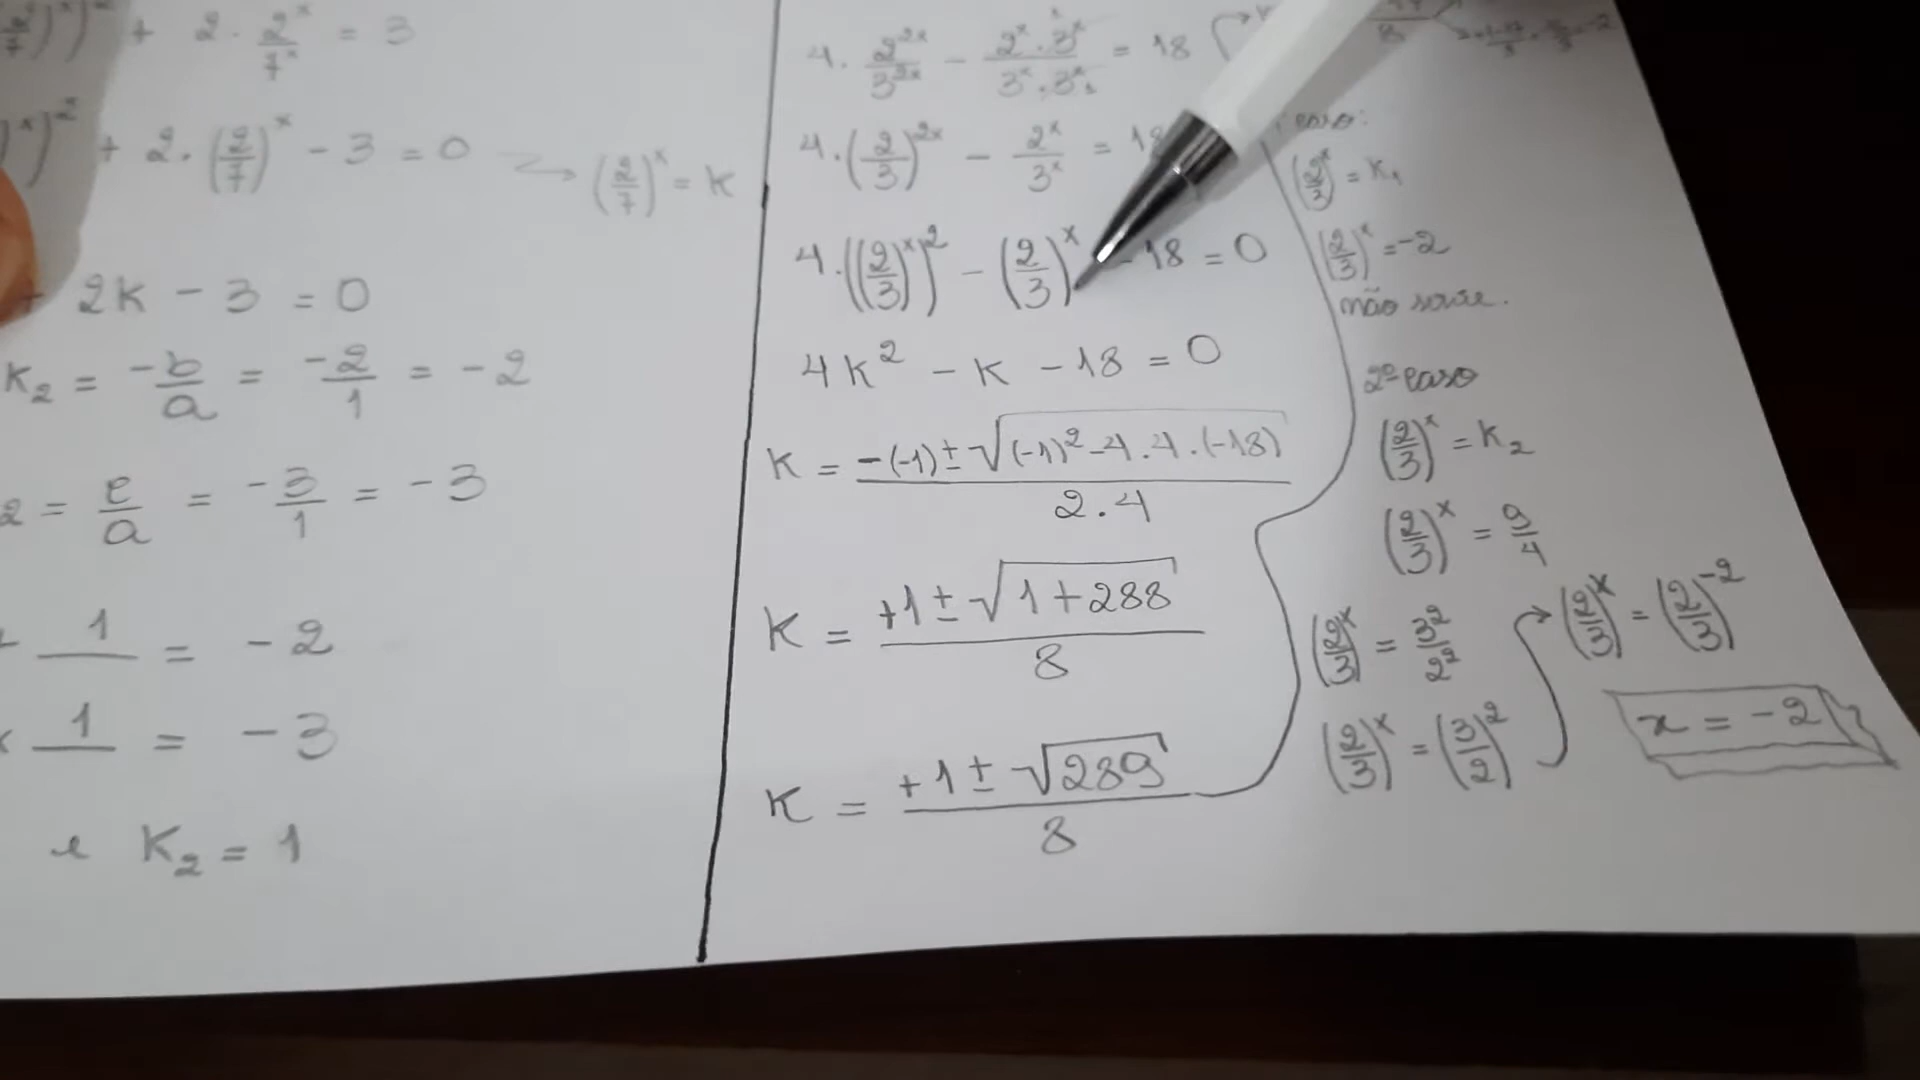 + 2 · 2^x/7^x = 3
+ 2 · (2/7)^x - 3 = 0
(2/7)^x = K
2K - 3 = 0
K₂ = -b/a = -2/1 = -2
2 = c/a = -3/1 = -3
1 = -2
1 = -3
e K₂ = 1
4 · 2^2x/3^2x - 2^x · 3^x/3^x · 3^x = 18
4 · (2/3)^2x - 2^x/3^x = 18
4 · ((2/3)^x)^2 - (2/3)^x - 18 = 0
4K² - K - 18 = 0
K = -(-1) ± √(-1)² - 4 . 4 . (-18) / 2 . 4
K = +1 ± √1 + 288 / 8
K = +1 ± √289 / 8
caso:
(2/3)^x = K₁
(2/3)^x = -2
não serve.
2º caso
(2/3)^x = K₂
(2/3)^x = 9/4
(2/3)^x = 3²/2²
(2/3)^x = (3/2)²
(2/3)^x = (2/3)^-2
x = -2